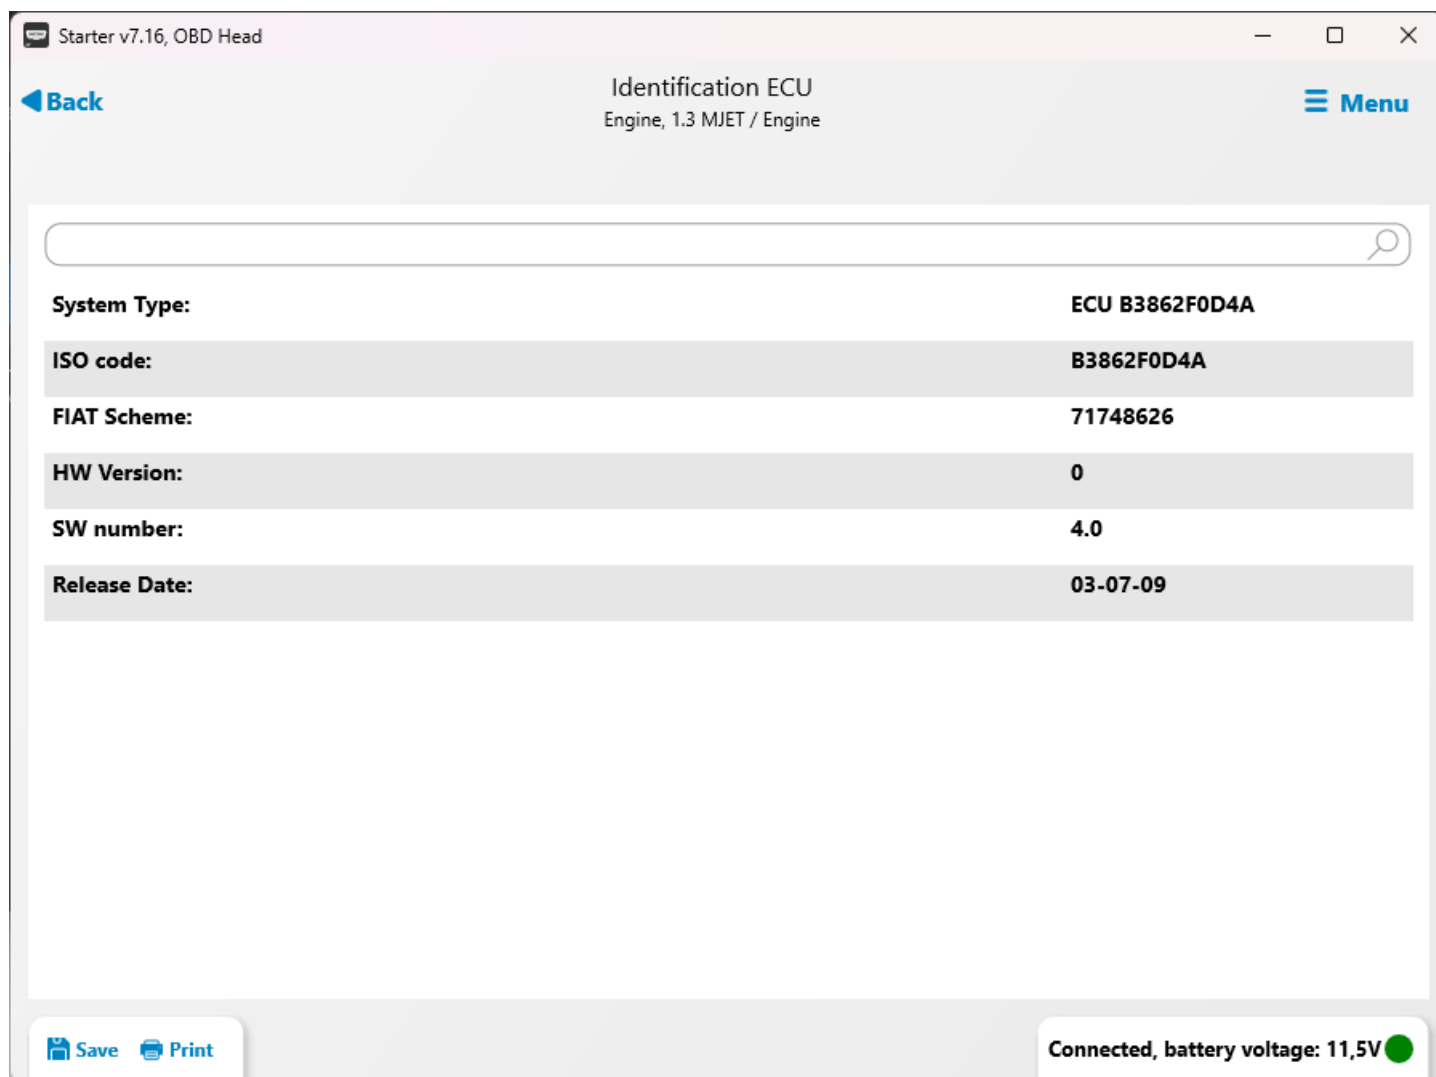 Starter v7.16, OBD Head
Back
Identification ECU
Menu
Engine, 1.3 MJET / Engine
System Type: ECU B3862F0D4A
ISO code: B3862F0D4A
FIAT Scheme: 71748626
HW Version: 0
SW number: 4.0
Release Date: 03-07-09
Save Print Connected, battery voltage: 11,5V